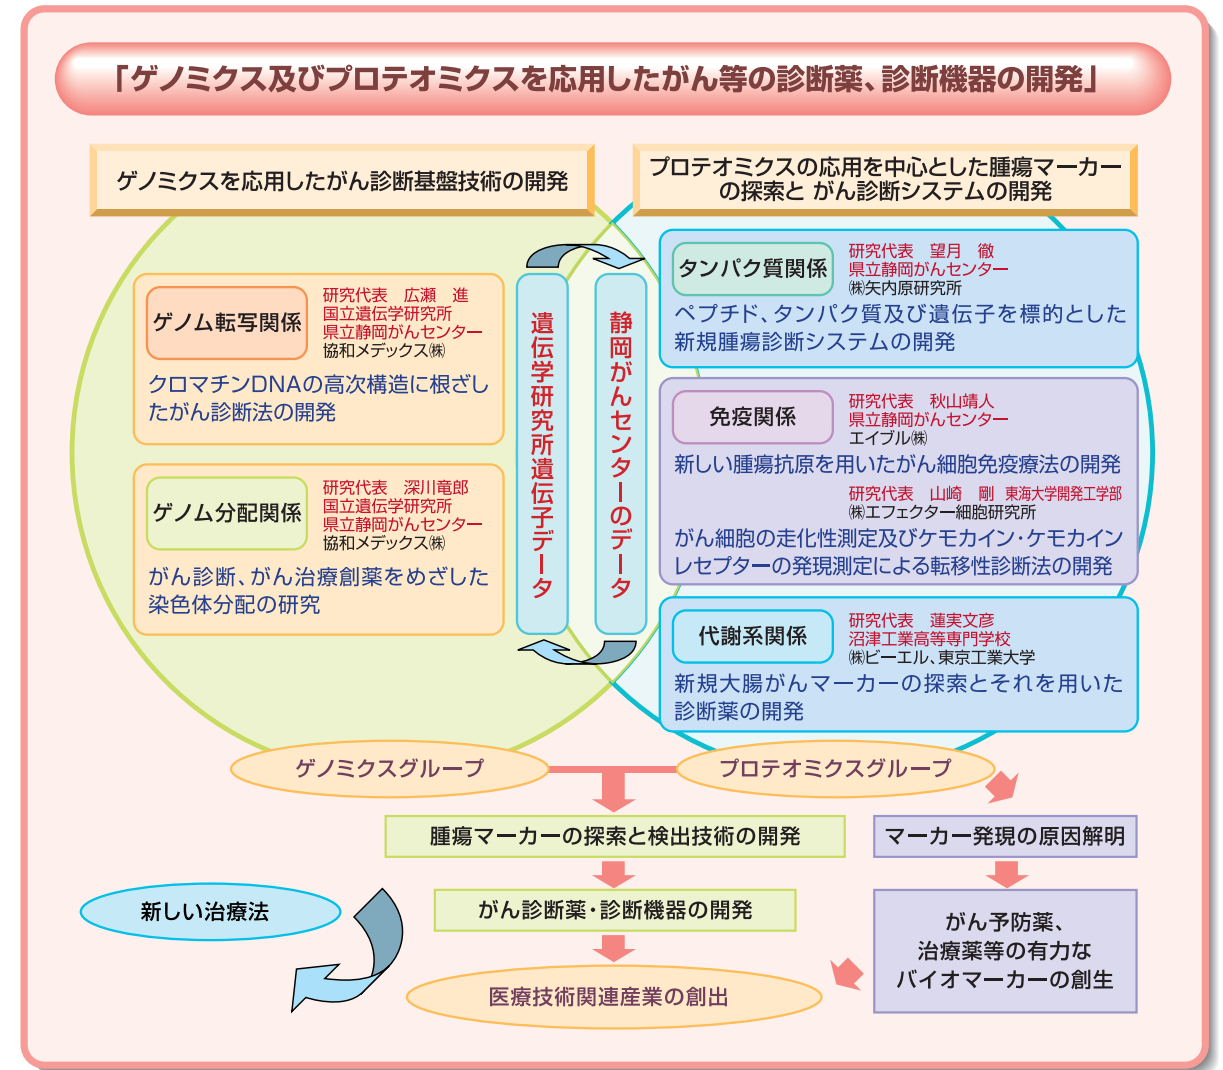 「ゲノミクス及びプロテオミクスを応用したがん等の診断薬、診断機器の開発」
ゲノミクスを応用したがん診断基盤技術の開発
プロテオミクスの応用を中心とした腫瘍マーカー
の探索と がん診断システムの開発
ゲノム転写関係
研究代表　広瀬　進
国立遺伝学研究所
県立静岡がんセンター
協和メデックス㈱
クロマチンDNAの高次構造に根ざし
たがん診断法の開発
ゲノム分配関係
研究代表　深川竜郎
国立遺伝学研究所
県立静岡がんセンター
協和メデックス㈱
がん診断、がん治療創薬をめざした
染色体分配の研究
遺伝学研究所遺伝子データ
静岡がんセンターのデータ
タンパク質関係
研究代表　望月　徹
県立静岡がんセンター
㈱矢内原研究所
ペプチド、タンパク質及び遺伝子を標的とした
新規腫瘍診断システムの開発
免疫関係
研究代表　秋山靖人
県立静岡がんセンター
エイブル㈱
新しい腫瘍抗原を用いたがん細胞免疫療法の開発
研究代表　山崎　剛　東海大学開発工学部
㈱エフェクター細胞研究所
がん細胞の走化性測定及びケモカイン・ケモカイン
レセプターの発現測定による転移性診断法の開発
代謝系関係
研究代表　蓮実文彦
沼津工業高等専門学校
㈱ビーエル、東京工業大学
新規大腸がんマーカーの探索とそれを用いた
診断薬の開発
ゲノミクスグループ
プロテオミクスグループ
腫瘍マーカーの探索と検出技術の開発
マーカー発現の原因解明
がん診断薬・診断機器の開発
新しい治療法
がん予防薬、
治療薬等の有力な
バイオマーカーの創生
医療技術関連産業の創出